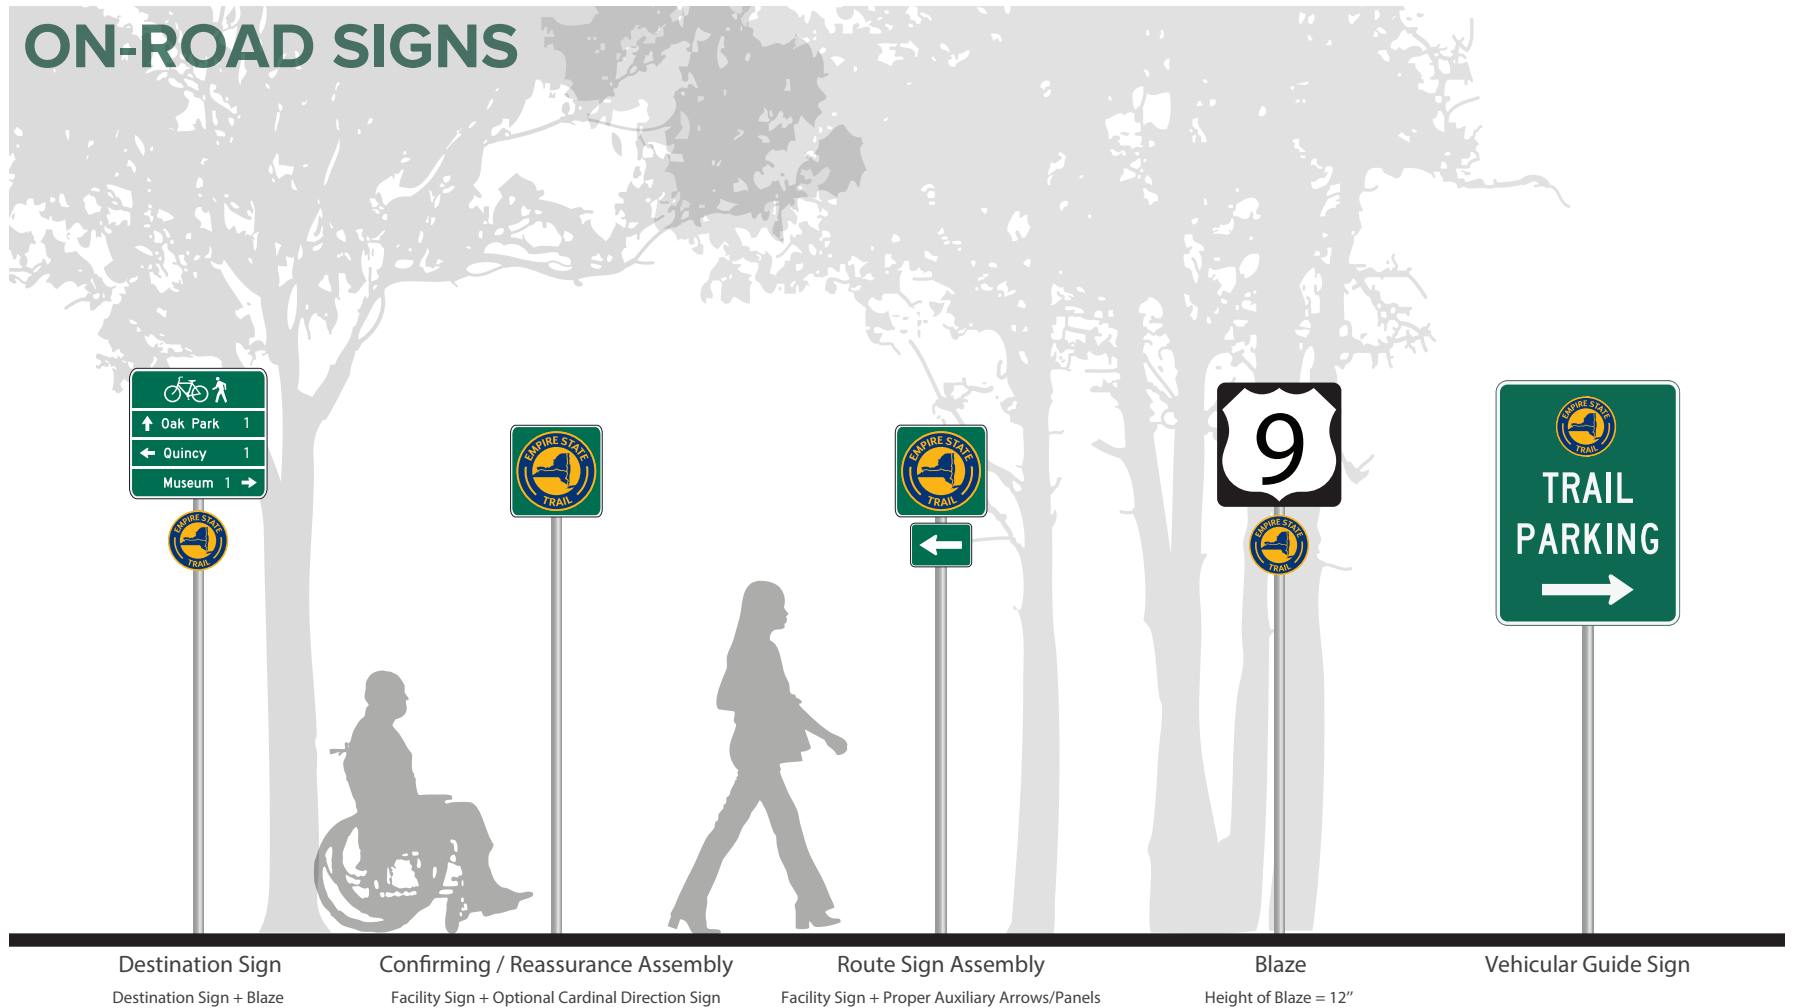 ON-ROAD SIGNS
Oak Park 1
Quincy 1
Museum 1
EMPIRE STATE
TRAIL
EMPIRE STATE
TRAIL
EMPIRE STATE
TRAIL
9
EMPIRE STATE
TRAIL
EMPIRE STATE
TRAIL
TRAIL
PARKING
Destination Sign
Destination Sign + Blaze
Confirming / Reassurance Assembly
Facility Sign + Optional Cardinal Direction Sign
Route Sign Assembly
Facility Sign + Proper Auxiliary Arrows/Panels
Blaze
Height of Blaze = 12”
Vehicular Guide Sign